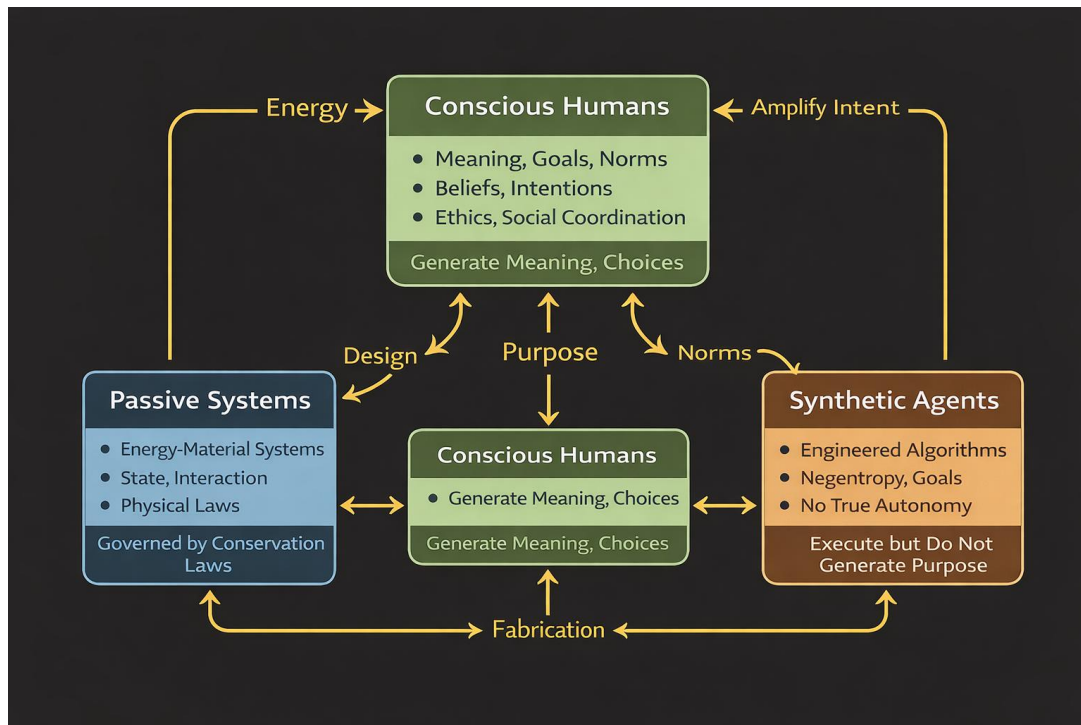 Energy
Conscious Humans
Amplify Intent
Meaning, Goals, Norms
Beliefs, Intentions
Ethics, Social Coordination
Generate Meaning, Choices
Design
Purpose
Norms
Passive Systems
Energy-Material Systems
State, Interaction
Physical Laws
Governed by Conservation
Laws
Conscious Humans
Generate Meaning, Choices
Generate Meaning, Choices
Synthetic Agents
Engineered Algorithms
Negentropy, Goals
No True Autonomy
Execute but Do Not
Generate Purpose
Fabrication